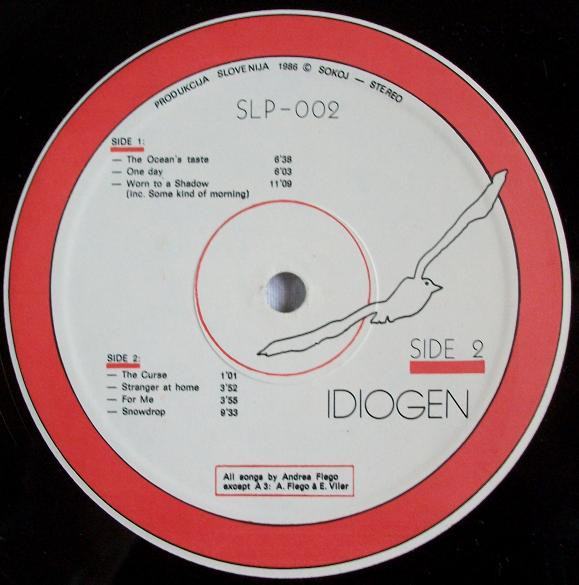 PRODUKCIJA SLOVENIJA 1986 © SOKOJ — STEREO
SLP-002
SIDE 1:
— The Ocean's taste 6'38
— One day 6'03
— Worn to a Shadow 11'09
(inc. Some kind of morning)
SIDE 2
IDIOGEN
SIDE 2:
— The Curse 1'01
— Stranger at home 3'52
— For Me 3'55
— Snowdrop 9'33
All songs by Andrea Flego
except A 3: A. Flego & E. Viler